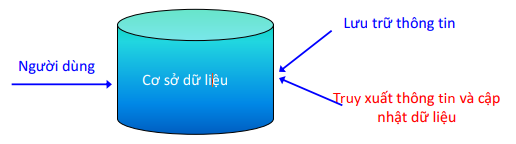 Lưu trữ thông tin
Người dùng
Cơ sở dữ liệu
Truy xuất thông tin và cập
nhật dữ liệu